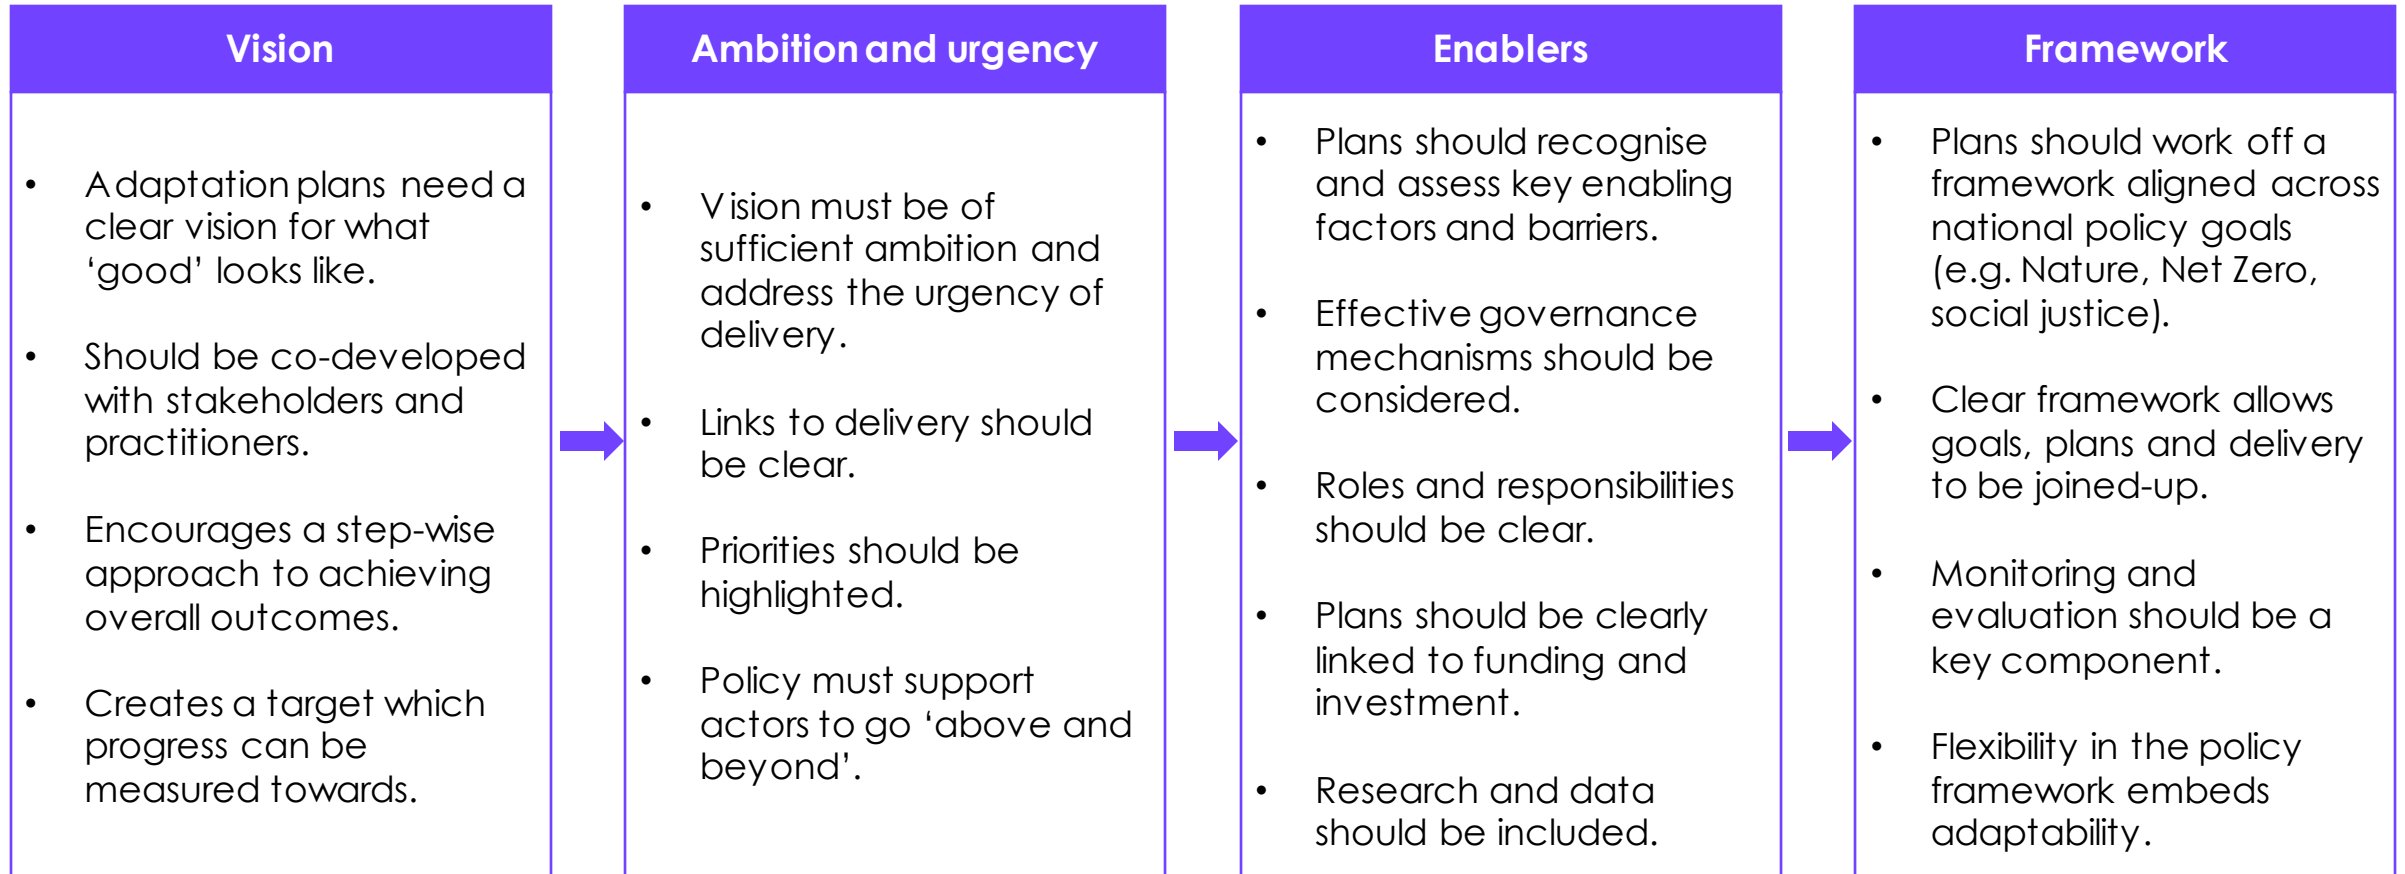 Vision
• Adaptation plans need a
clear vision for what
‘good’ looks like.
• Should be co-developed
with stakeholders and
practitioners.
• Encourages a step-wise
approach to achieving
overall outcomes.
• Creates a target which
progress can be
measured towards.
Ambition and urgency
• Vision must be of
sufficient ambition and
address the urgency of
delivery.
• Links to delivery should
be clear.
• Priorities should be
highlighted.
• Policy must support
actors to go ‘above and
beyond’.
Enablers
• Plans should recognise
and assess key enabling
factors and barriers.
• Effective governance
mechanisms should be
considered.
• Roles and responsibilities
should be clear.
• Plans should be clearly
linked to funding and
investment.
• Research and data
should be included.
Framework
• Plans should work off a
framework aligned across
national policy goals
(e.g. Nature, Net Zero,
social justice).
• Clear framework allows
goals, plans and delivery
to be joined-up.
• Monitoring and
evaluation should be a
key component.
• Flexibility in the policy
framework embeds
adaptability.